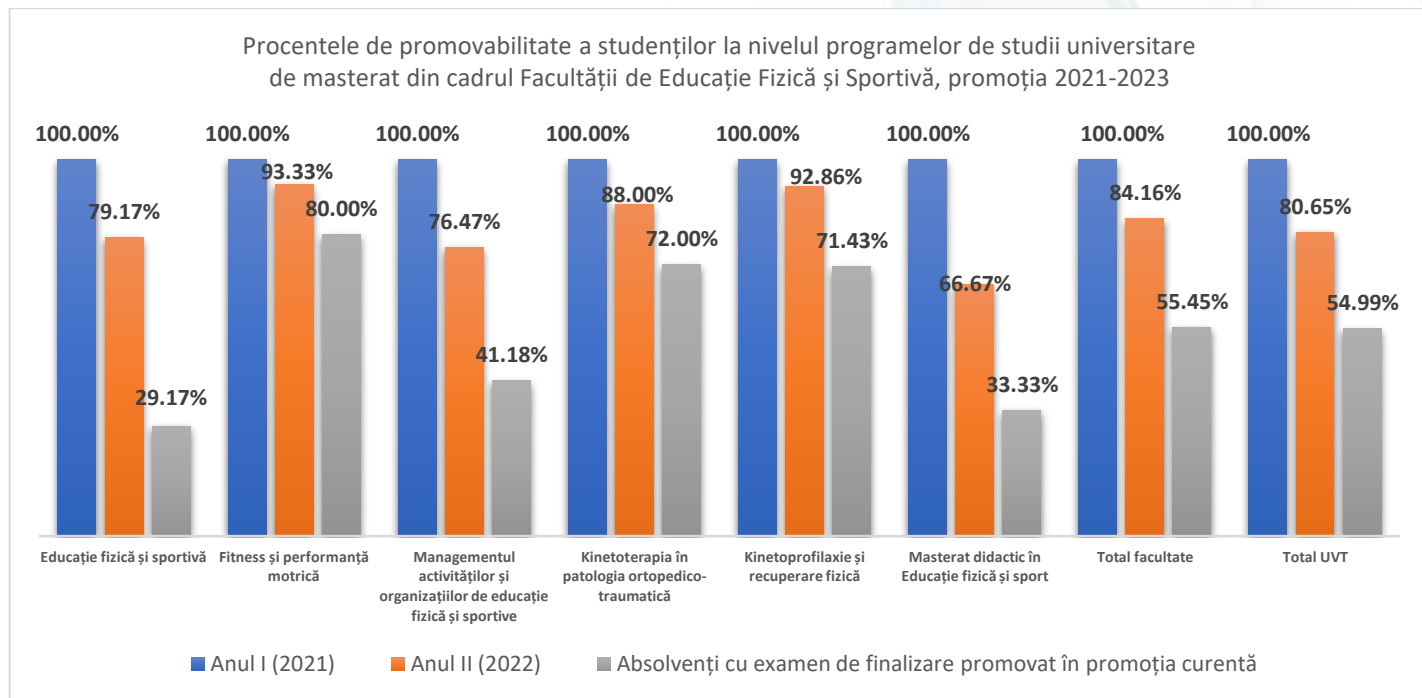 Procentele de promovabilitate a studenților la nivelul programelor de studii universitare
de masterat din cadrul Facultății de Educație Fizică și Sportivă, promoția 2021-2023
100.00%
79.17%
29.17%
100.00%
93.33%
80.00%
100.00%
76.47%
41.18%
100.00%
88.00%
72.00%
100.00%
92.86%
71.43%
100.00%
66.67%
33.33%
100.00%
84.16%
55.45%
100.00%
80.65%
54.99%
Educație fizică și sportivă
Fitness și performanță
motrică
Managementul
activităților și
organizațiilor de educație
fizică și sportive
Kinetoterapia în
patologia ortopedico-
traumatică
Kinetoprofilaxie și
recuperare fizică
Masterat didactic în
Educație fizică și sport
Total facultate
Total UVT
Anul I (2021)
Anul II (2022)
Absolvenți cu examen de finalizare promovat în promoția curentă